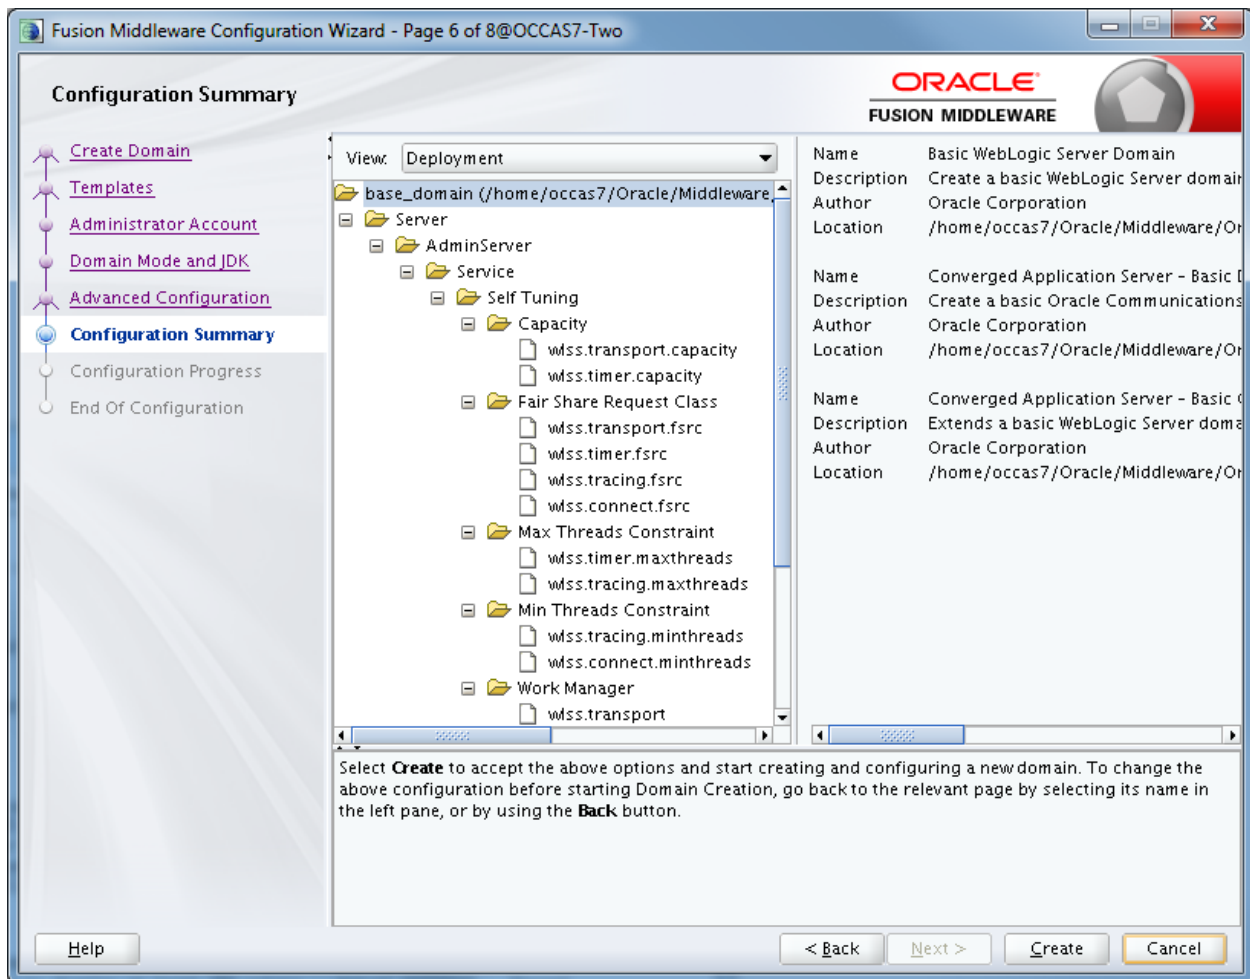 Fusion Middleware Configuration Wizard - Page 6 of 8@OCCAS7-Two
Configuration Summary
ORACLE
FUSION MIDDLEWARE
Create Domain
Templates
Administrator Account
Domain Mode and JDK
Advanced Configuration
Configuration Summary
Configuration Progress
End Of Configuration
View: Deployment
base_domain (/home/occas7/Oracle/Middleware
Server
AdminServer
Service
Self Tuning
Capacity
wlss.transport.capacity
wlss.timer.capacity
Fair Share Request Class
wlss.transport.fsrc
wlss.timer.fsrc
wlss.tracing.fsrc
wlss.connect.fsrc
Max Threads Constraint
wlss.timer.maxthreads
wlss.tracing.maxthreads
Min Threads Constraint
wlss.tracing.minthreads
wlss.connect.minthreads
Work Manager
wlss.transport
Name Basic WebLogic Server Domain
Description Create a basic WebLogic Server domain
Author Oracle Corporation
Location /home/occas7/Oracle/Middleware/Or
Name Converged Application Server - Basic
Description Create a basic Oracle Communications
Author Oracle Corporation
Location /home/occas7/Oracle/Middleware/Or
Name Converged Application Server - Basic
Description Extends a basic WebLogic Server doma
Author Oracle Corporation
Location /home/occas7/Oracle/Middleware/Or
Select Create to accept the above options and start creating and configuring a new domain. To change the
above configuration before starting Domain Creation, go back to the relevant page by selecting its name in
the left pane, or by using the Back button.
Help
< Back
Next >
Create
Cancel